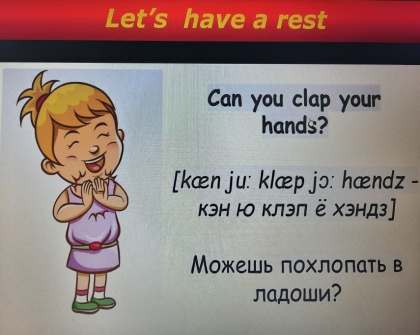 Let's have a rest
Can you clap your
hands?
[kæn ju: klæp jɔ: hændz -
кэн ю клэп ё хэндз]
Можешь похлопать в
ладоши?